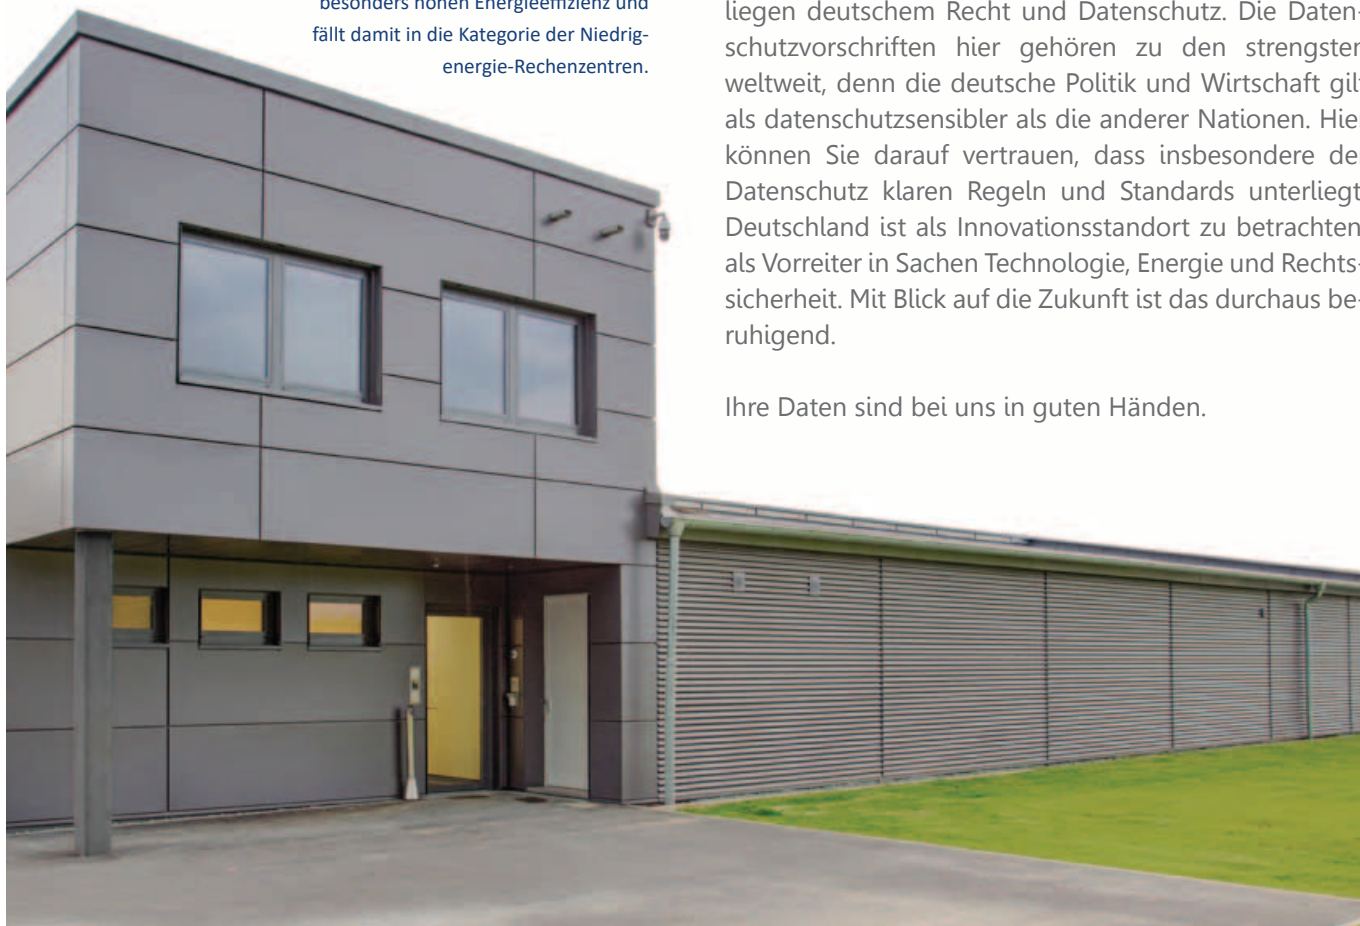 besonders hohen Energieeffizienz und
fällt damit in die Kategorie der Niedrig-
energie-Rechenzentren.
liegen deutschem Recht und Datenschutz. Die Daten-
schutzvorschriften hier gehören zu den strengsten
weltweit, denn die deutsche Politik und Wirtschaft gilt
als datenschutzsensibler als die anderer Nationen. Hier
können Sie darauf vertrauen, dass insbesondere der
Datenschutz klaren Regeln und Standards unterliegt.
Deutschland ist als Innovationsstandort zu betrachten,
als Vorreiter in Sachen Technologie, Energie und Rechts-
sicherheit. Mit Blick auf die Zukunft ist das durchaus be-
ruhigend.
Ihre Daten sind bei uns in guten Händen.